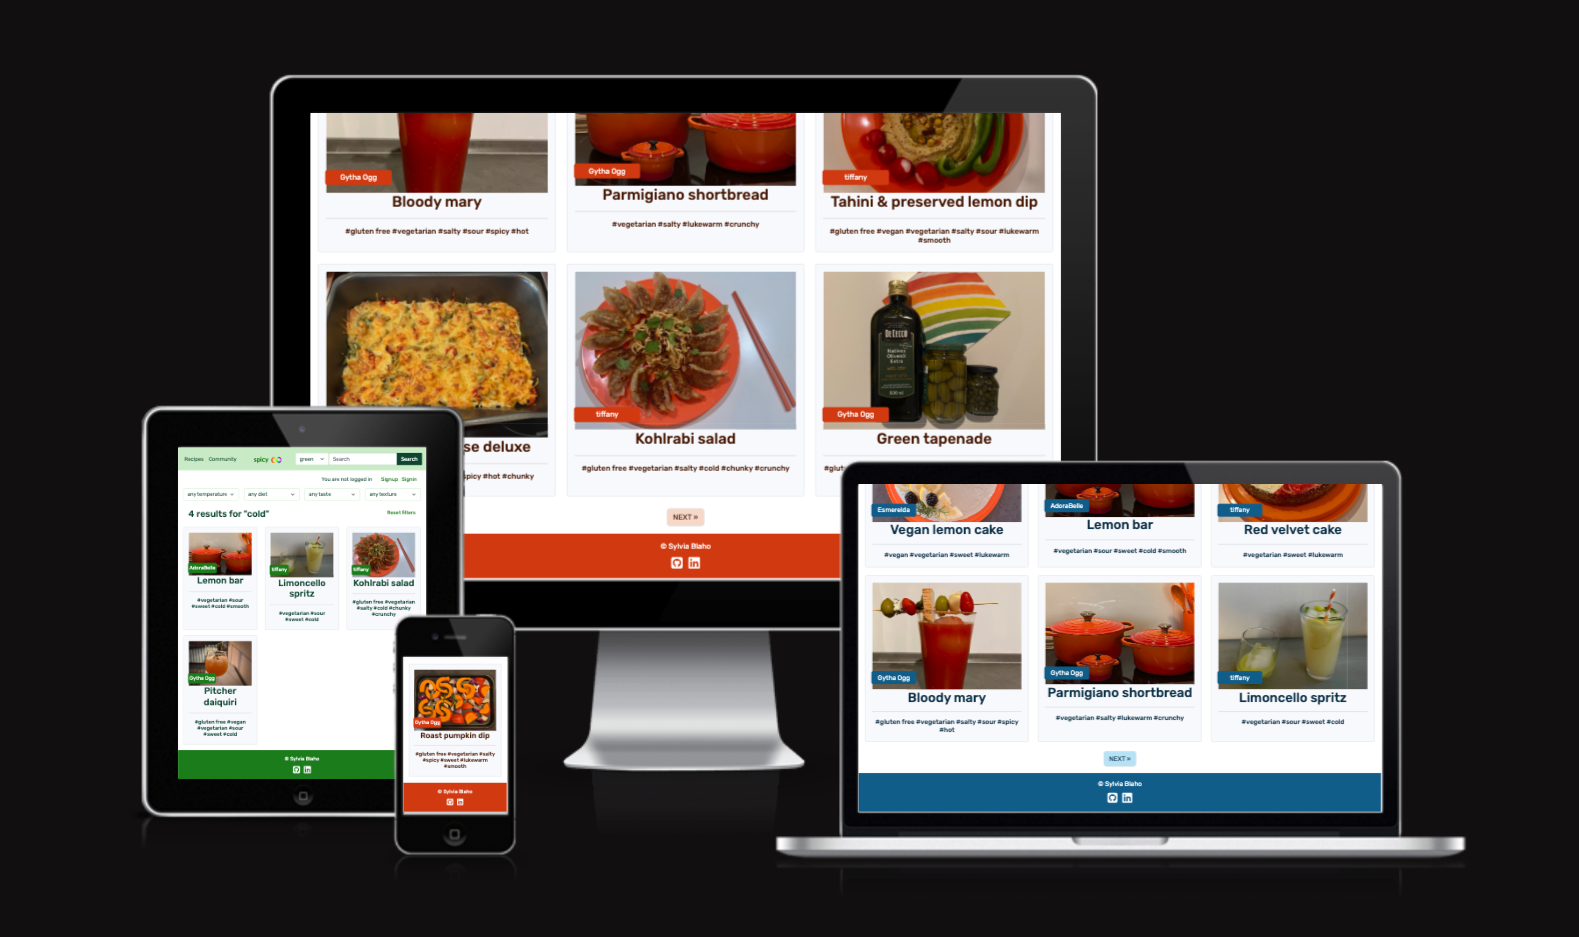 Gytha Ogg
Bloody mary
#gluten free #vegetarian #salty #sour #spicy #hot
Gytha Ogg
Parmigiano shortbread
#vegetarian #salty #lukewarm #crunchy
tiffany
Tahini & preserved lemon dip
#gluten free #vegan #vegetarian #salty #sour #lukewarm
#smooth
se deluxe
spicy #hot #chunky
tiffany
Kohlrabi salad
#gluten free #vegetarian #salty #cold #chunky #crunchy
DE CECCO
Gytha Ogg
Green tapenade
#glut
NEXT »
© Sylvia Blaho
Recipes Community
spicy
green
Search
Search
You are not logged in Signup Signin
any temperature
any diet
any taste
any texture
4 results for "cold"
Reset filters
AdoraBelle
Lemon bar
#vegetarian #sour
#sweet #cold #smooth
tiffany
Limoncello
spritz
#vegetarian #sour
#sweet #cold
tiffany
Kohlrabi salad
#gluten free #vegetarian
#salty #cold #chunky
#crunchy
Gytha Ogg
Pitcher
daiquiri
#gluten free #vegan
#vegetarian #sour
#sweet #cold
© Sylvia Blaho
Gytha Ogg
Roast pumpkin dip
#gluten free #vegetarian #salty
#spicy #sweet #lukewarm
#smooth
© Sylvia Blaho
Esmerelda
Vegan lemon cake
#vegan #vegetarian #sweet #lukewarm
AdoraBelle
Lemon bar
#vegetarian #sour #sweet #cold #smooth
tiffany
Red velvet cake
#vegetarian #sweet #lukewarm
Gytha Ogg
Bloody mary
#gluten free #vegetarian #salty #sour #spicy
#hot
Gytha Ogg
Parmigiano shortbread
#vegetarian #salty #lukewarm #crunchy
tiffany
Limoncello spritz
#vegetarian #sour #sweet #cold
NEXT »
© Sylvia Blaho